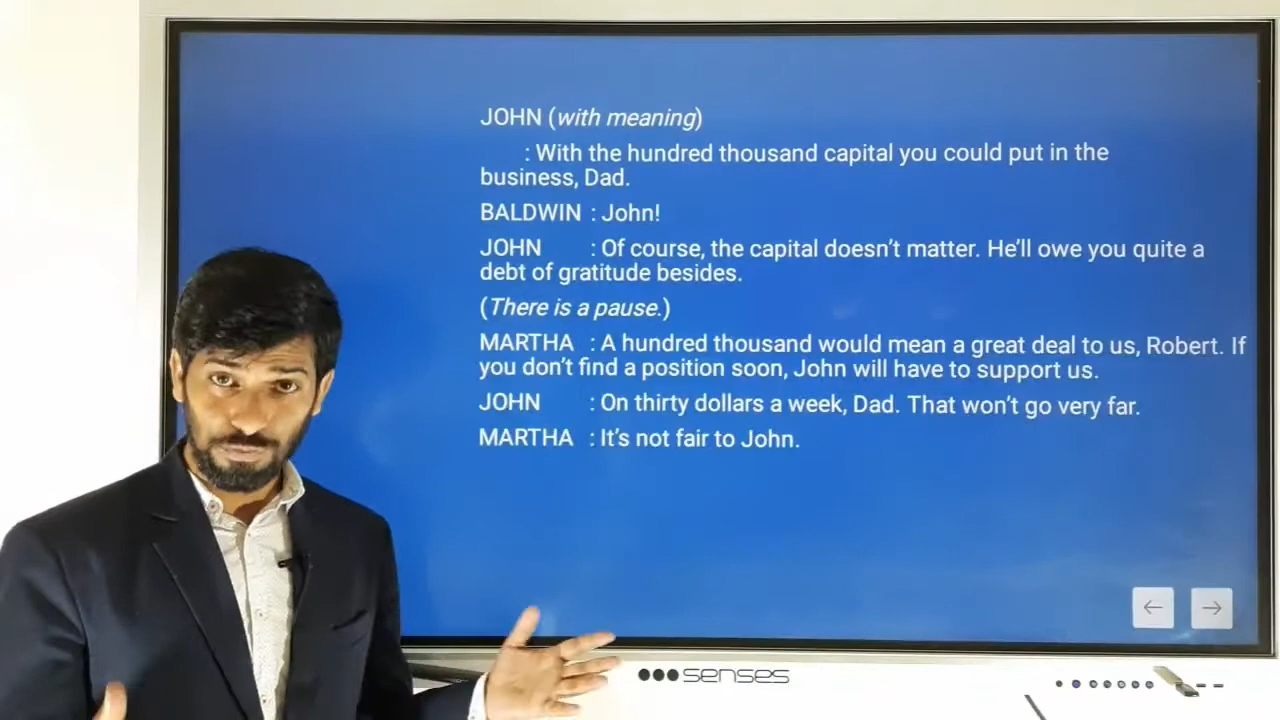 JOHN (with meaning)
: With the hundred thousand capital you could put in the
business, Dad.
BALDWIN : John!
JOHN : Of course, the capital doesn't matter. He'll owe you quite a
debt of gratitude besides.
(There is a pause.)
MARTHA : A hundred thousand would mean a great deal to us, Robert. If
you don't find a position soon, John will have to support us.
JOHN : On thirty dollars a week, Dad. That won't go very far.
MARTHA : It's not fair to John.
senses